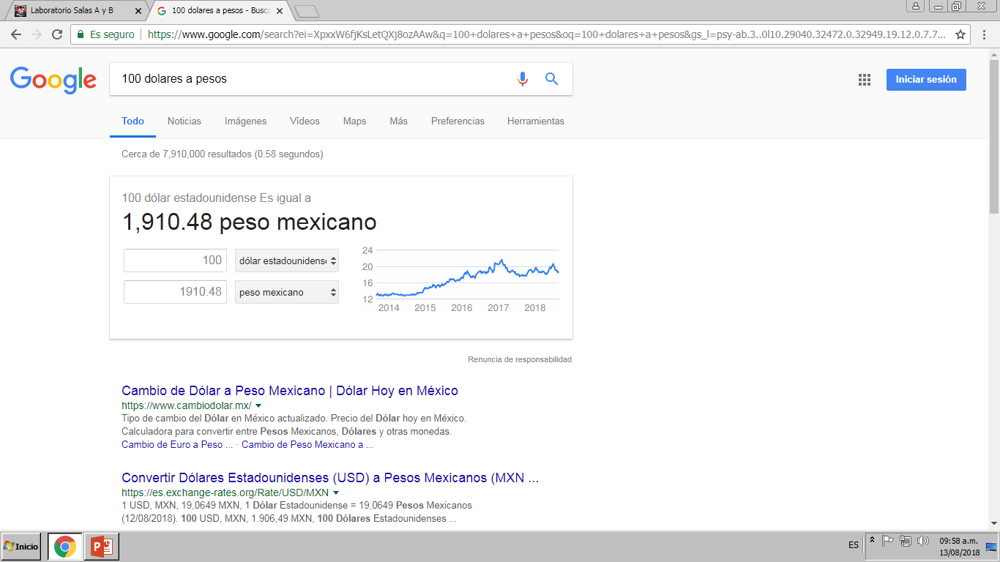 Laboratorio Salas A y B
100 dolares a pesos - Busca
Es seguro
https://www.google.com/search?ei=XpxxW6fjKsLetQXj8ozAAw&q=100+dolares+a+pesos&oq=100+dolares+a+pesos&gs_l=psy-ab.3..0l10.29040.32472.0.32949.19.12.0.7.7...
Google
100 dolares a pesos
Iniciar sesión
Todo Noticias Imágenes Vídeos Maps Más Preferencias Herramientas
Cerca de 7,910,000 resultados (0.58 segundos)
100 dólar estadounidense Es igual a
1,910.48 peso mexicano
100 dólar estadounidense
1910.48 peso mexicano
24
20
16
12
2014 2015 2016 2017 2018
Renuncia de responsabilidad
Cambio de Dólar a Peso Mexicano | Dólar Hoy en México
https://www.cambiodolar.mx/
Tipo de cambio del Dólar en México actualizado. Precio del Dólar hoy en México.
Calculadora para convertir entre Pesos Mexicanos, Dólares y otras monedas.
Cambio de Euro a Peso ... · Cambio de Peso Mexicano a ...
Convertir Dólares Estadounidenses (USD) a Pesos Mexicanos (MXN ...
https://es.exchange-rates.org/Rate/USD/MXN
1 USD, MXN, 19,0649 MXN, 1 Dólar Estadounidense = 19,0649 Pesos Mexicanos
(12/08/2018). 100 USD, MXN, 1.906,49 MXN, 100 Dólares Estadounidenses ...
Inicio
ES
09:58 a.m.
13/08/2018